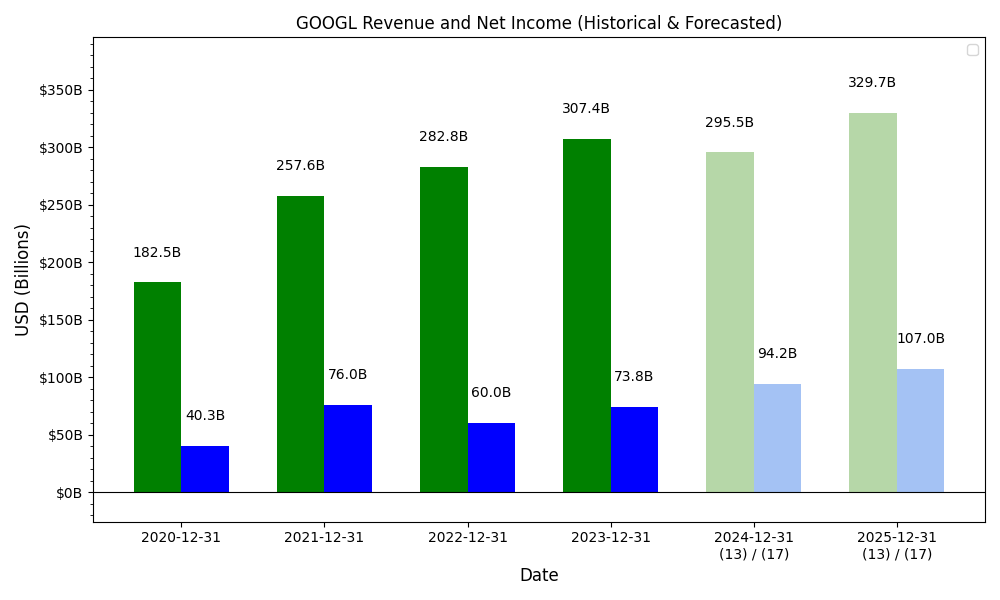 GOOGL Revenue and Net Income (Historical & Forecasted)
USD (Billions)
$350B
$300B
$250B
$200B
$150B
$100B
$50B
$0B
182.5B
40.3B
257.6B
76.0B
282.8B
60.0B
307.4B
73.8B
295.5B
94.2B
329.7B
107.0B
2020-12-31
2021-12-31
2022-12-31
2023-12-31
2024-12-31
(13) / (17)
2025-12-31
(13) / (17)
Date